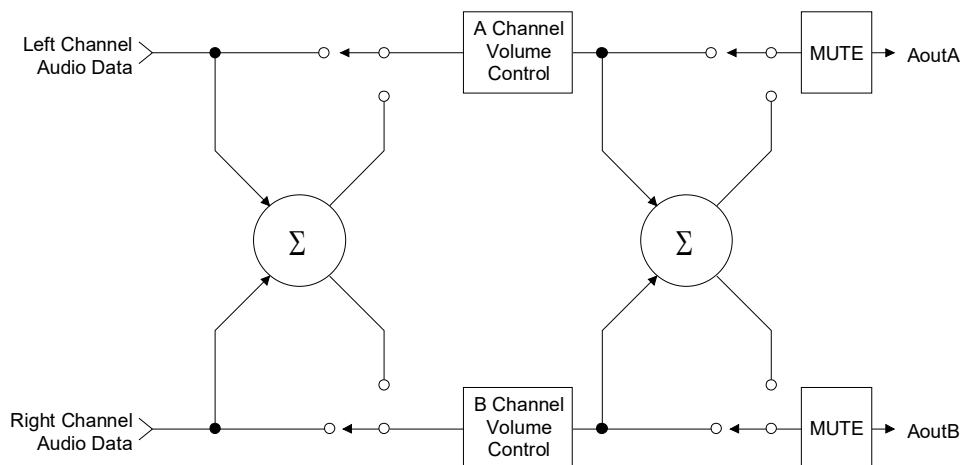 Left Channel
Audio Data
A Channel
Volume
Control
MUTE
AoutA
Σ
Σ
Right Channel
Audio Data
B Channel
Volume
Control
MUTE
AoutB